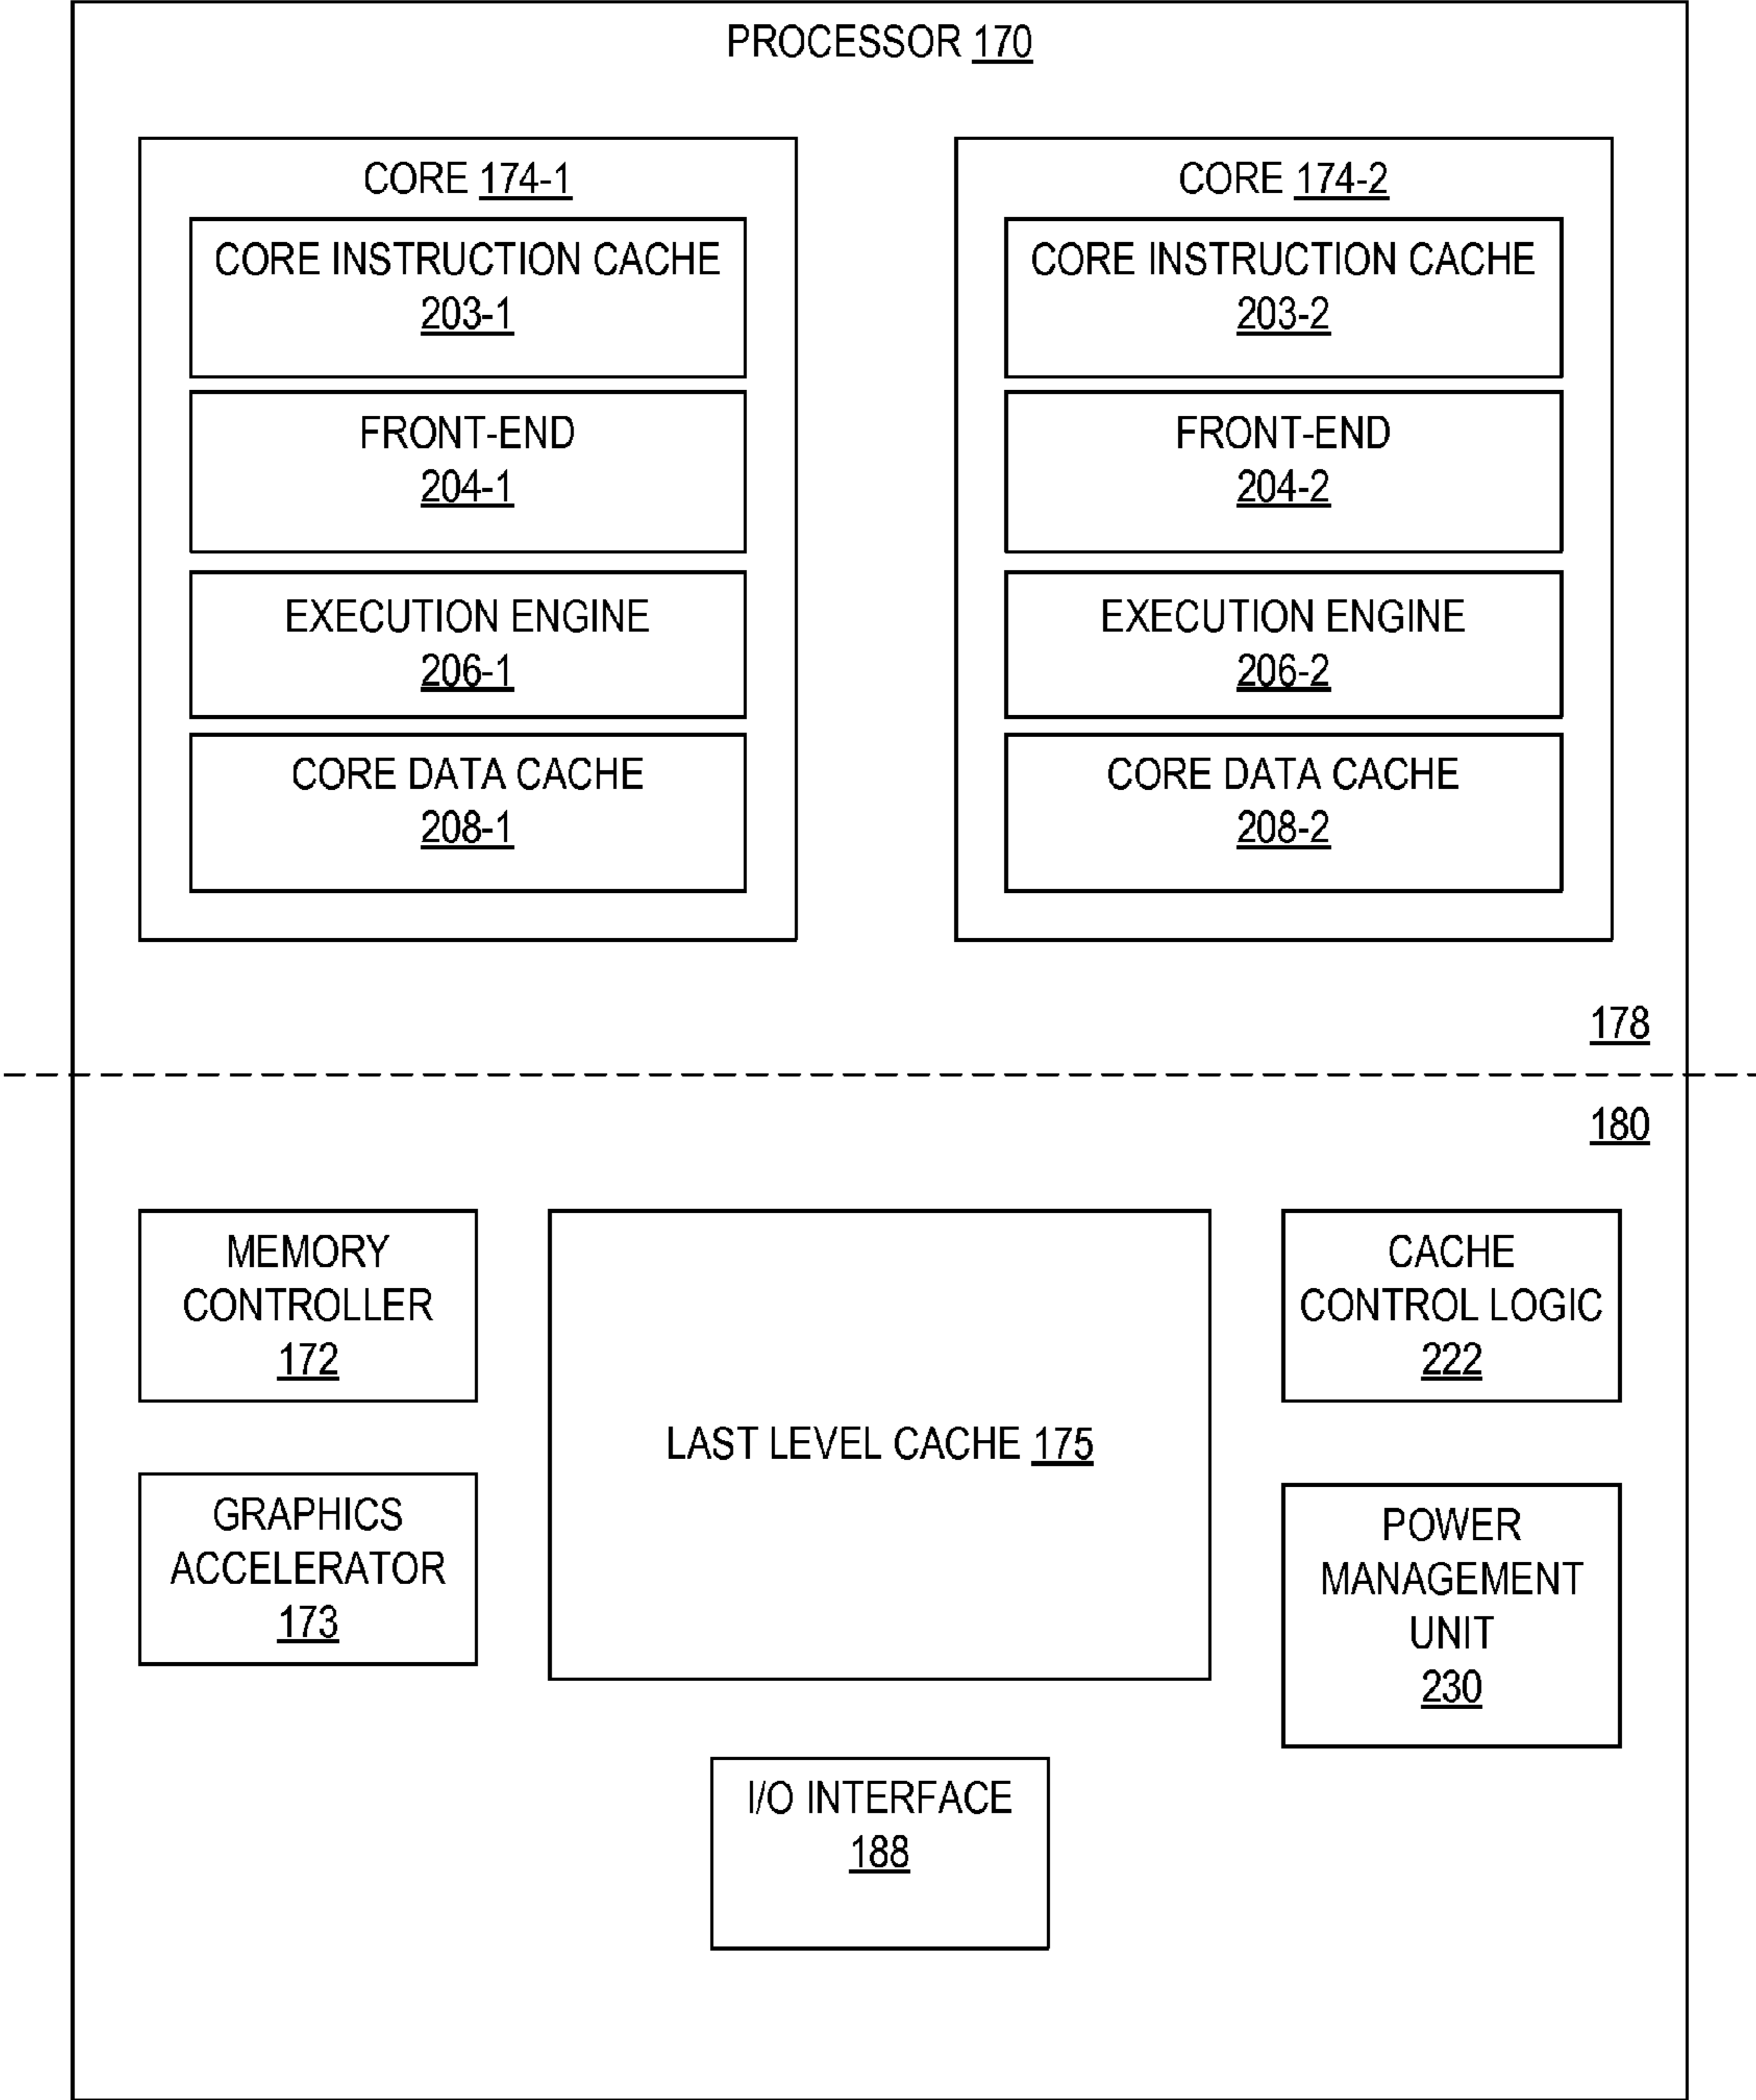 PROCESSOR 170
CORE 174-1
CORE INSTRUCTION CACHE
203-1
FRONT-END
204-1
EXECUTION ENGINE
206-1
CORE DATA CACHE
208-1
CORE 174-2
CORE INSTRUCTION CACHE
203-2
FRONT-END
204-2
EXECUTION ENGINE
206-2
CORE DATA CACHE
208-2
178
180
MEMORY
CONTROLLER
172
GRAPHICS
ACCELERATOR
173
LAST LEVEL CACHE 175
CACHE
CONTROL LOGIC
222
POWER
MANAGEMENT
UNIT
230
I/O INTERFACE
188